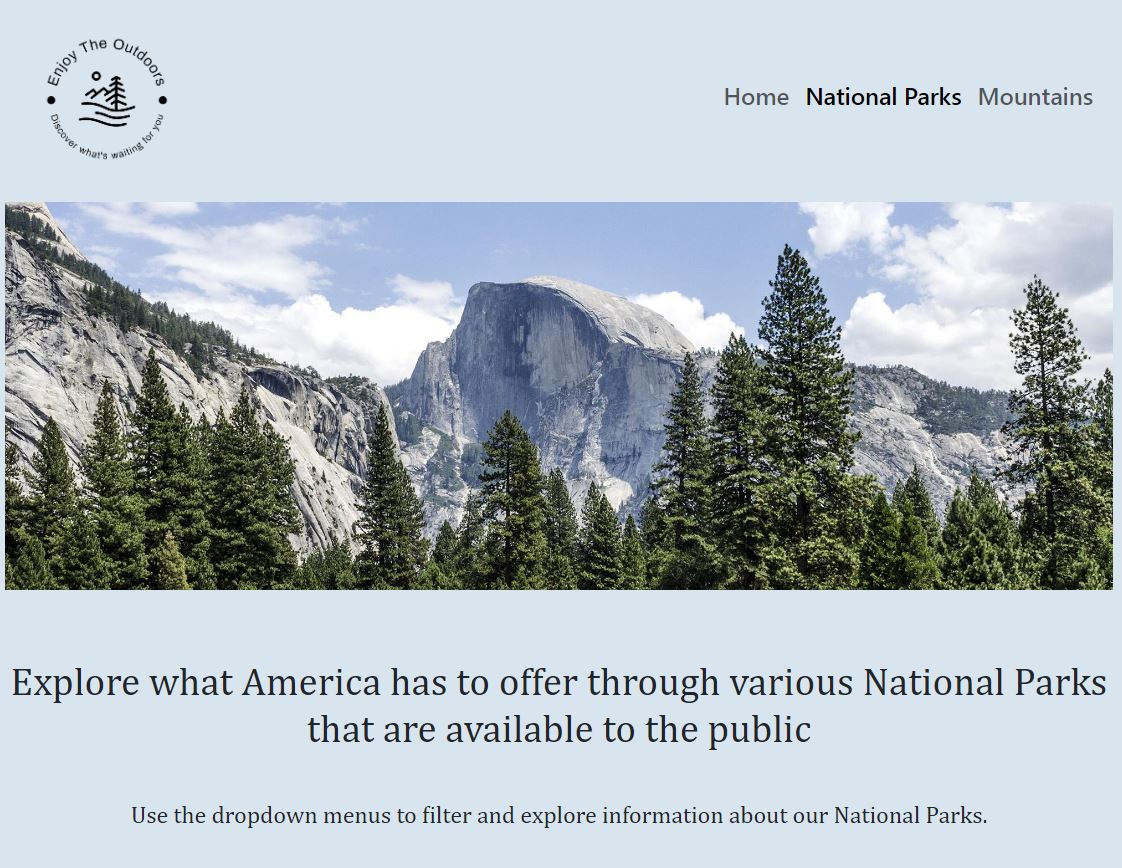 Enjoy The Outdoors
Discover what's waiting for you
Home National Parks Mountains
Explore what America has to offer through various National Parks
that are available to the public
Use the dropdown menus to filter and explore information about our National Parks.